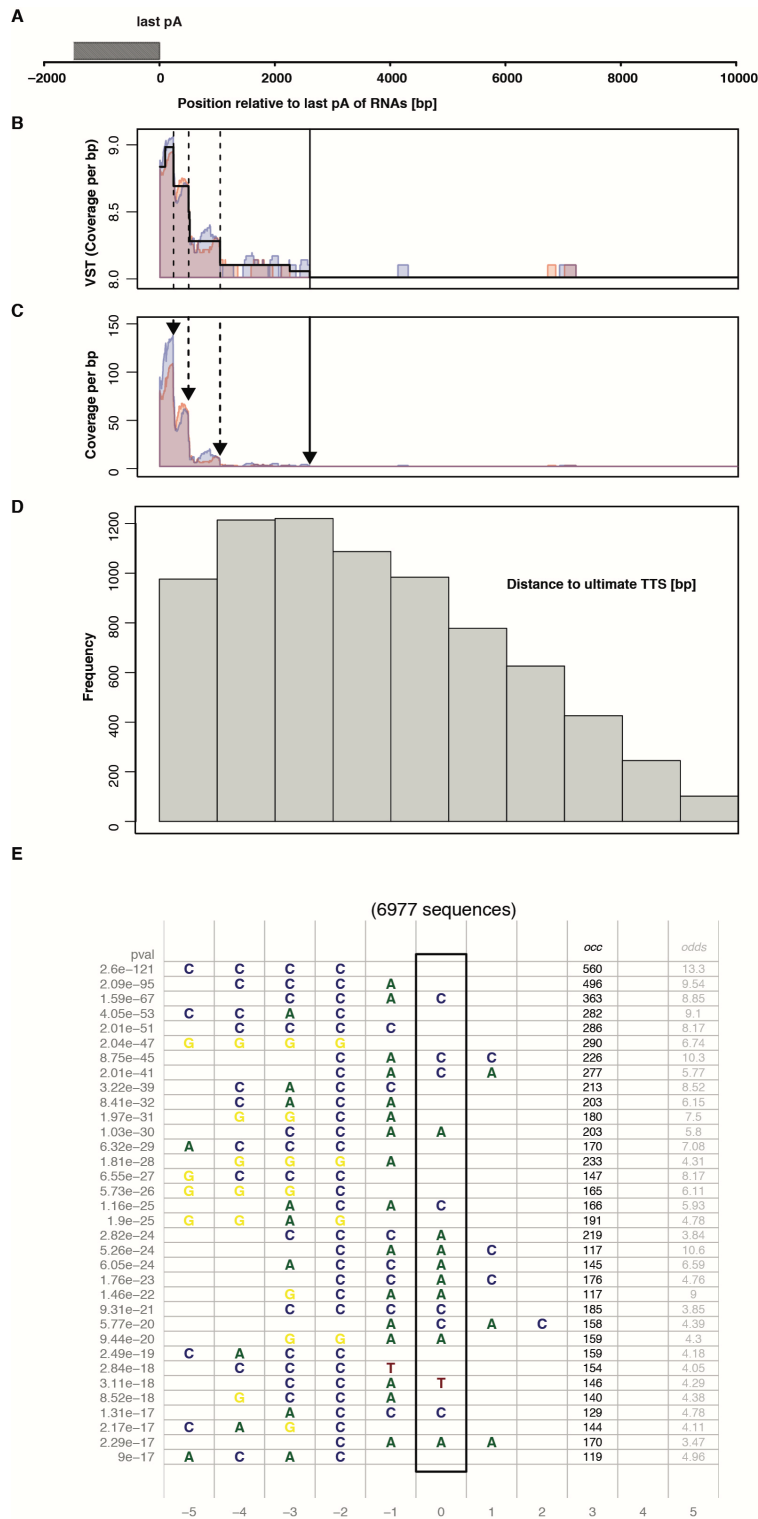 A
last pA
−2000 0 2000 4000 6000 8000 10000
Position relative to last pA of RNAs [bp]
B
VST (Coverage per bp)
9.0
8.5
8.0
C
Coverage per bp
150
100
50
0
D
Frequency
1200
1000
800
600
400
200
0
Distance to ultimate TTS [bp]
E
(6977 sequences)
pval occ odds
2.6e−121 C C C C 560 13.3
2.09e−95 C C C A 496 9.54
1.59e−67 C C A C 363 8.85
4.05e−53 C C A C 282 9.1
2.01e−51 C C C C 286 8.17
2.04e−47 G G G G 290 6.74
8.75e−45 C A C C 226 10.3
2.01e−41 C A C A 277 5.77
3.22e−39 C A C C 213 8.52
8.41e−32 C A C A 203 6.15
1.97e−31 G G C A 180 7.5
1.03e−30 C C A A 203 5.8
6.32e−29 A C C C 170 7.08
1.81e−28 G G G A 233 4.31
6.55e−27 G C C C 147 8.17
5.73e−26 G G G C 165 6.11
1.16e−25 A C A C 166 5.93
1.9e−25 G G A G 191 4.78
2.82e−24 C C C A 219 3.84
5.26e−24 C A A C 117 10.6
6.05e−24 A C C A 145 6.59
1.76e−23 C C A C 176 4.76
1.46e−22 G C A A 117 9
9.31e−21 C C C C 185 3.85
5.77e−20 A C A C 158 4.39
9.44e−20 G G A A 159 4.3
2.49e−19 C A C C 159 4.18
2.84e−18 C C C T 154 4.05
3.11e−18 C C A T 146 4.29
8.52e−18 G C C A 140 4.38
1.31e−17 A C C C 129 4.78
2.17e−17 C A G C 144 4.11
2.29e−17 C A A A 170 3.47
9e−17 A C A C 119 4.96
−5 −4 −3 −2 −1 0 1 2 3 4 5